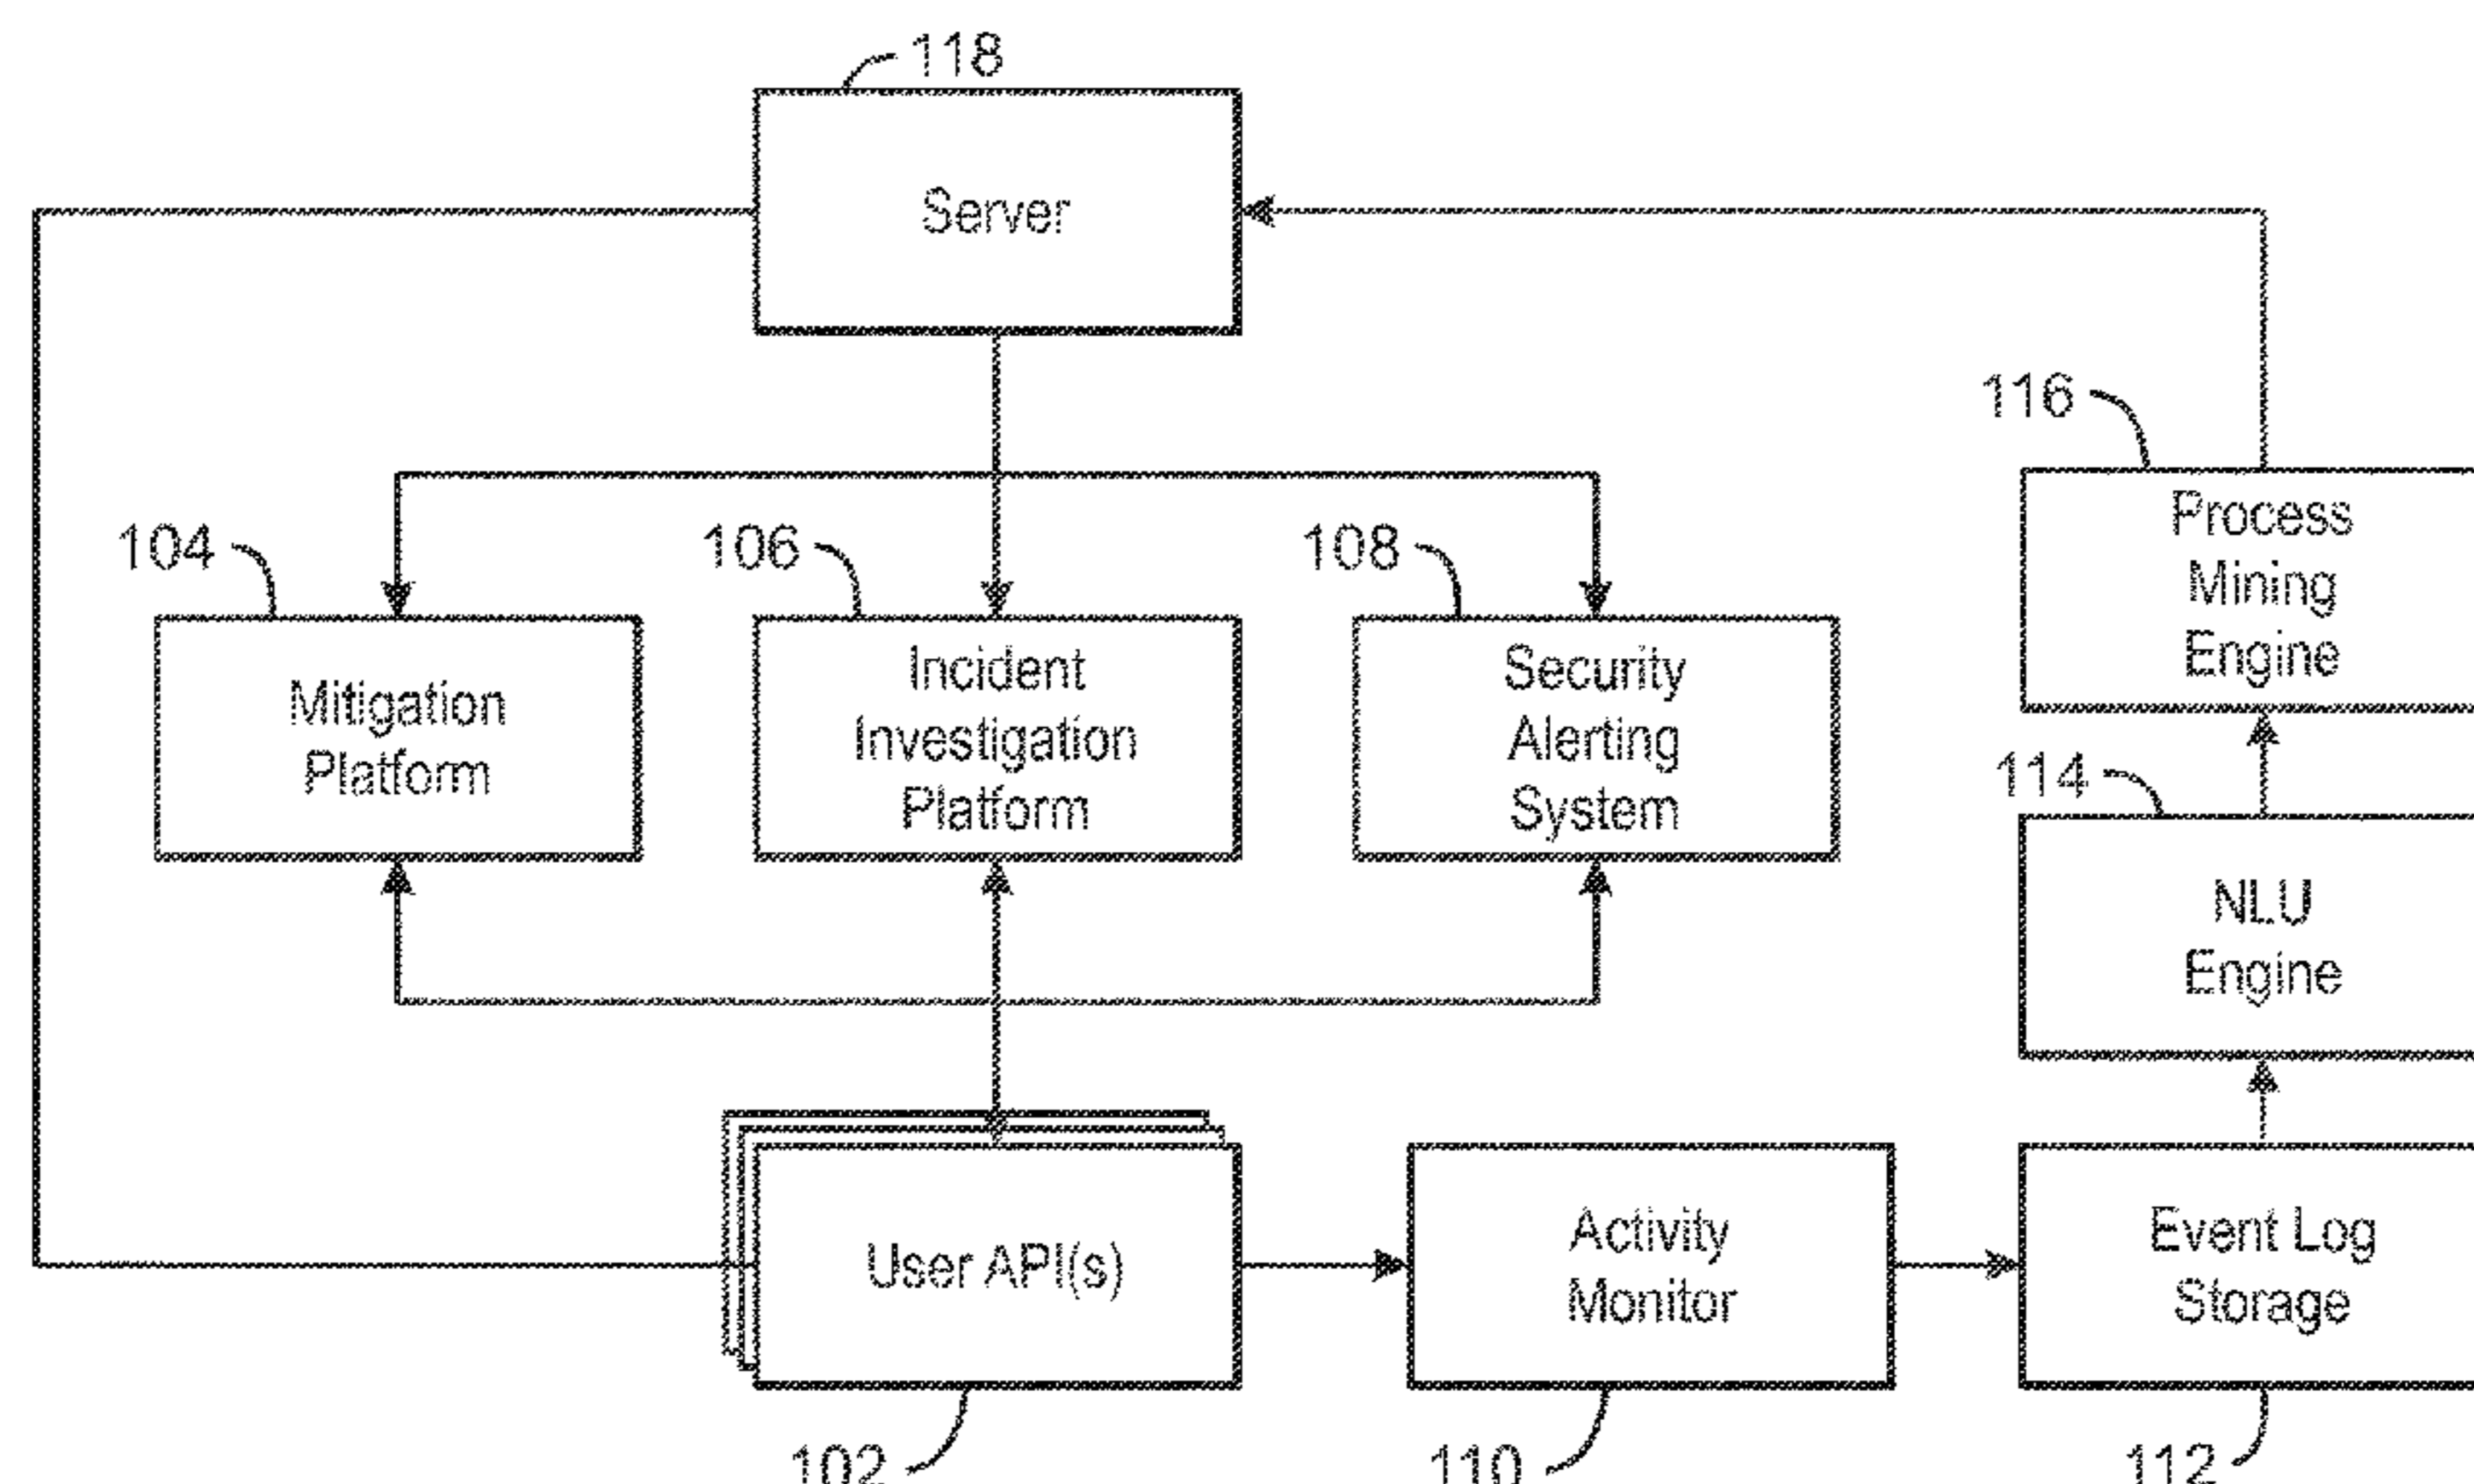 118
Server
116
Process
Mining
Engine
104
106
108
Mitigation
Platform
Incident
Investigation
Platform
Security
Alerting
System
114
NLU
Engine
User API(s)
Activity
Monitor
Event Log
Storage
102
110
112